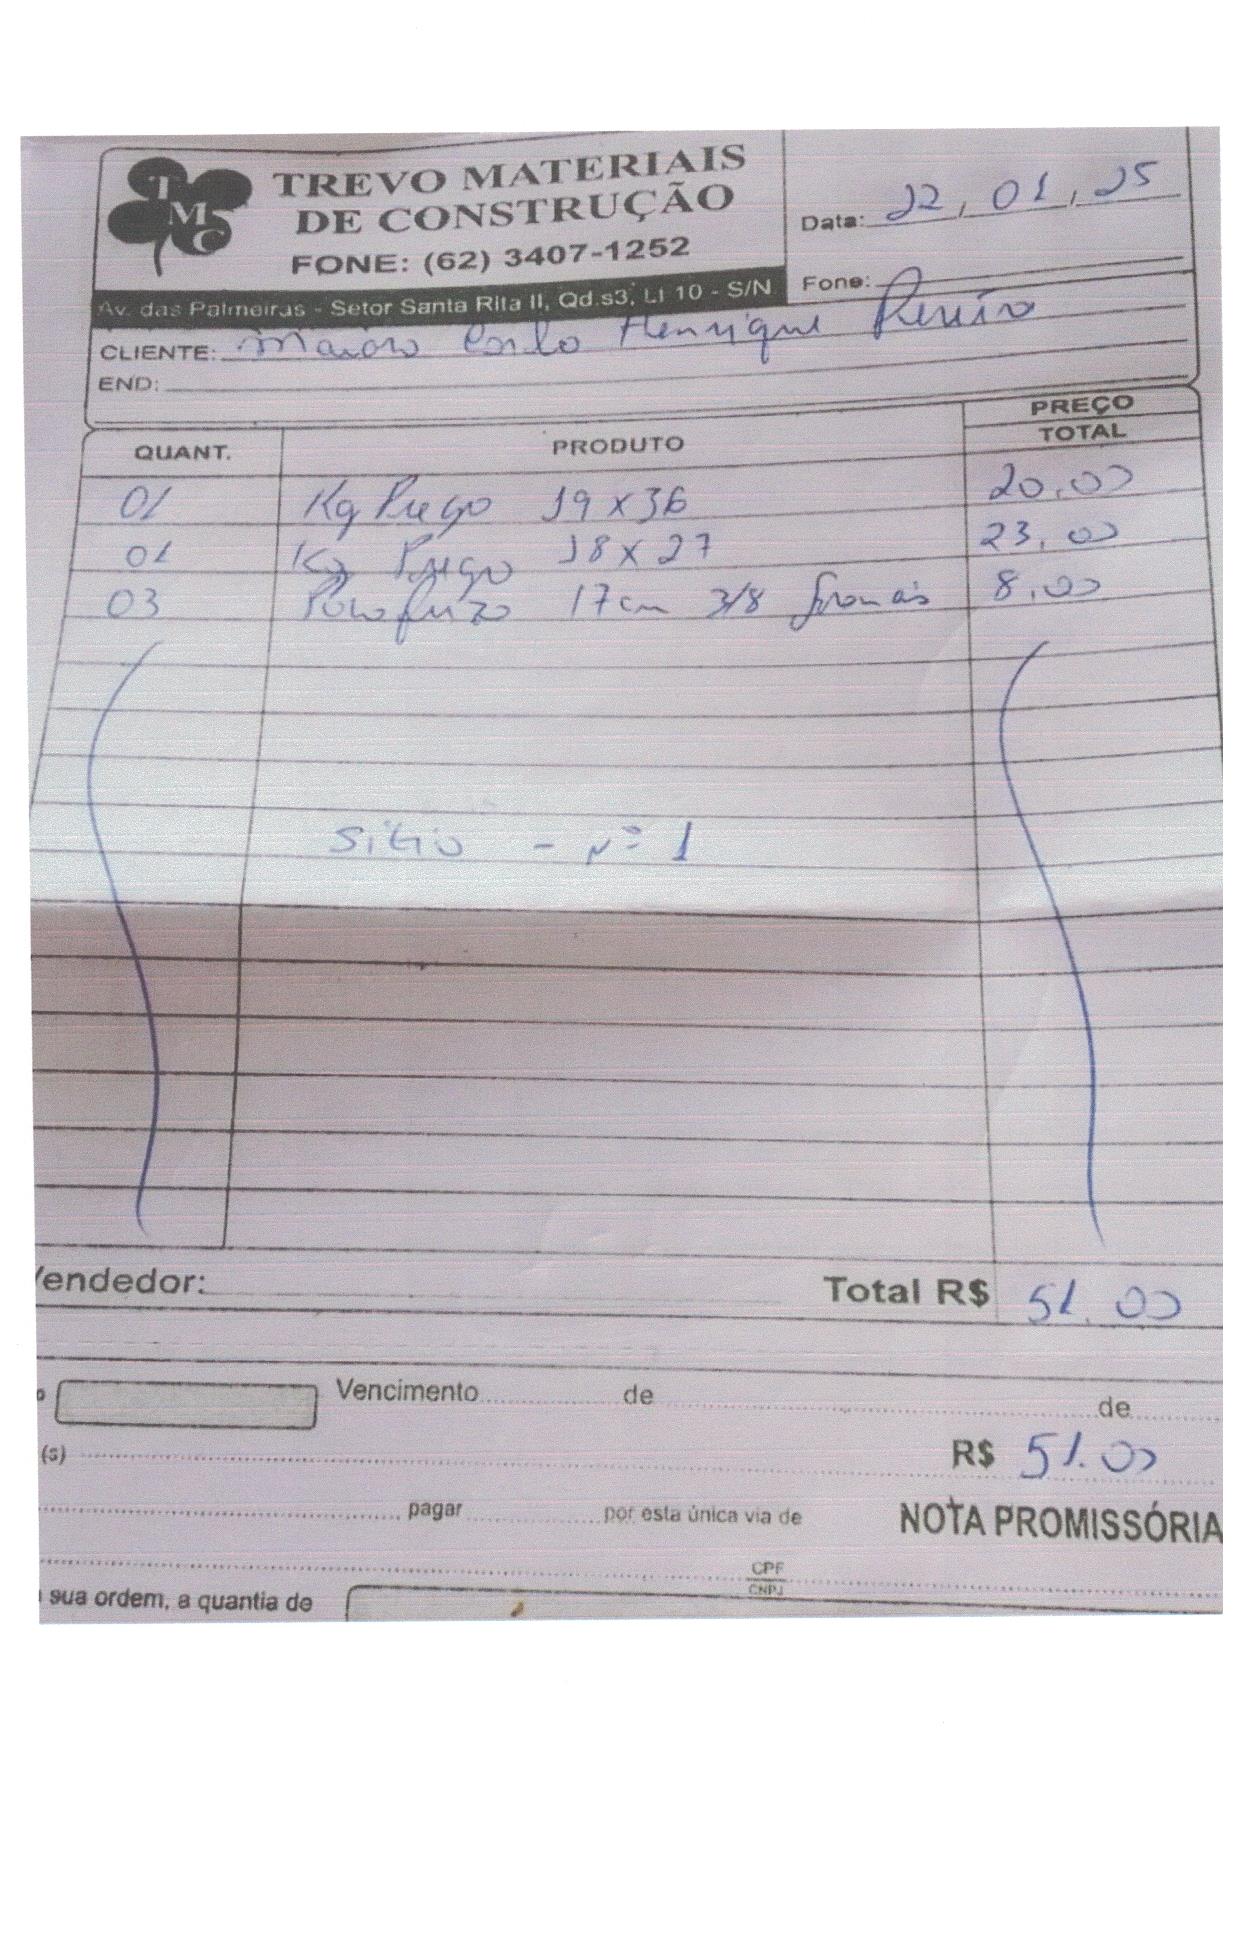 TMC
TREVO MATERIAIS
DE CONSTRUÇÃO
FONE: (62) 3407-1252
Av. das Palmeiras - Setor Santa Rita II, Qd.s3, Lt 10 - S/N
Data: 22,01,25
Fone:
CLIENTE: Henrique Pereira
END:
QUANT. PRODUTO PREÇO TOTAL
01 Kg Prego 19 x 36 20,00
01 Kg Prego 18 x 27 23,00
03 Parafuso 17cm 3/8 8,00
Sitio - Nº 1
Vendedor: Total R$ 51.00
Vencimento de de
(s) R$ 51.00
pagar por esta única via de NOTA PROMISSÓRIA
CPF
CNPJ
sua ordem, a quantia de